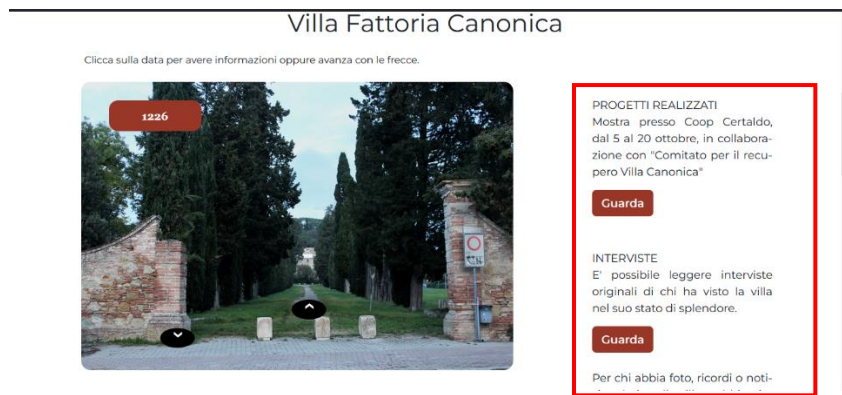 Villa Fattoria Canonica
Clicca sulla data per avere informazioni oppure avanza con le frecce.
1226
PROGETTI REALIZZATI
Mostra presso Coop Certaldo,
dal 5 al 20 ottobre, in collabora-
zione con "Comitato per il recu-
pero Villa Canonica"
Guarda
INTERVISTE
E' possibile leggere interviste
originali di chi ha visto la villa
nel suo stato di splendore.
Guarda
Per chi abbia foto, ricordi o noti-